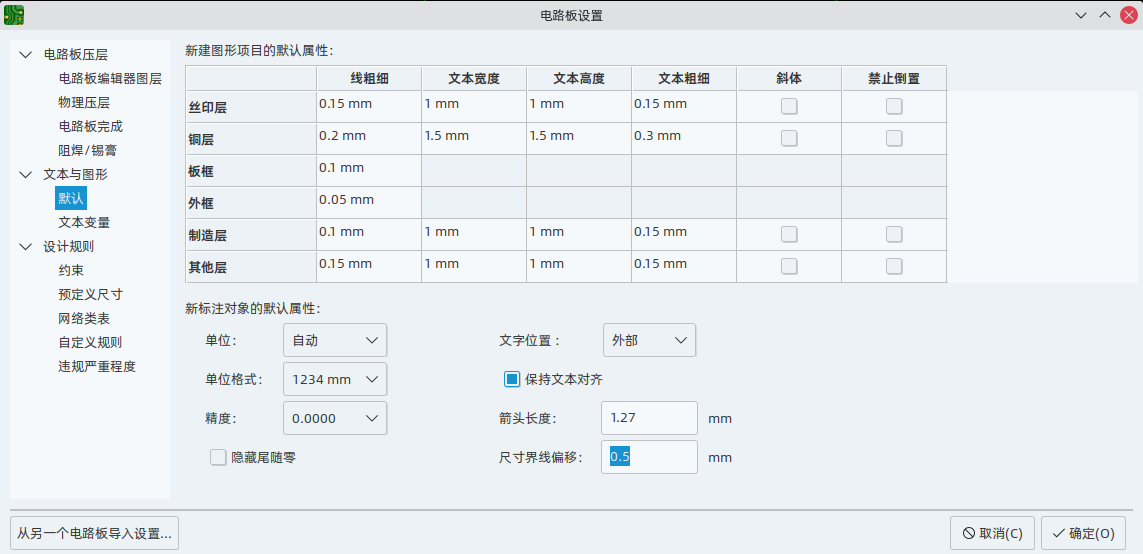 电路板设置
电路板压层
电路板编辑器图层
物理压层
电路板完成
阻焊/锡膏
文本与图形
默认
文本变量
设计规则
约束
预定义尺寸
网络类表
自定义规则
违规严重程度
新建图形项目的默认属性：
线粗细 文本宽度 文本高度 文本粗细 斜体 禁止倒置
丝印层 0.15 mm 1 mm 1 mm 0.15 mm
铜层 0.2 mm 1.5 mm 1.5 mm 0.3 mm
板框 0.1 mm
外框 0.05 mm
制造层 0.1 mm 1 mm 1 mm 0.15 mm
其他层 0.15 mm 1 mm 1 mm 0.15 mm
新标注对象的默认属性：
单位： 自动 文字位置： 外部
单位格式： 1234 mm 保持文本对齐
精度： 0.0000 箭头长度： 1.27 mm
隐藏尾随零 尺寸界线偏移： 0.5 mm
从另一个电路板导入设置... 取消(C) 确定(O)